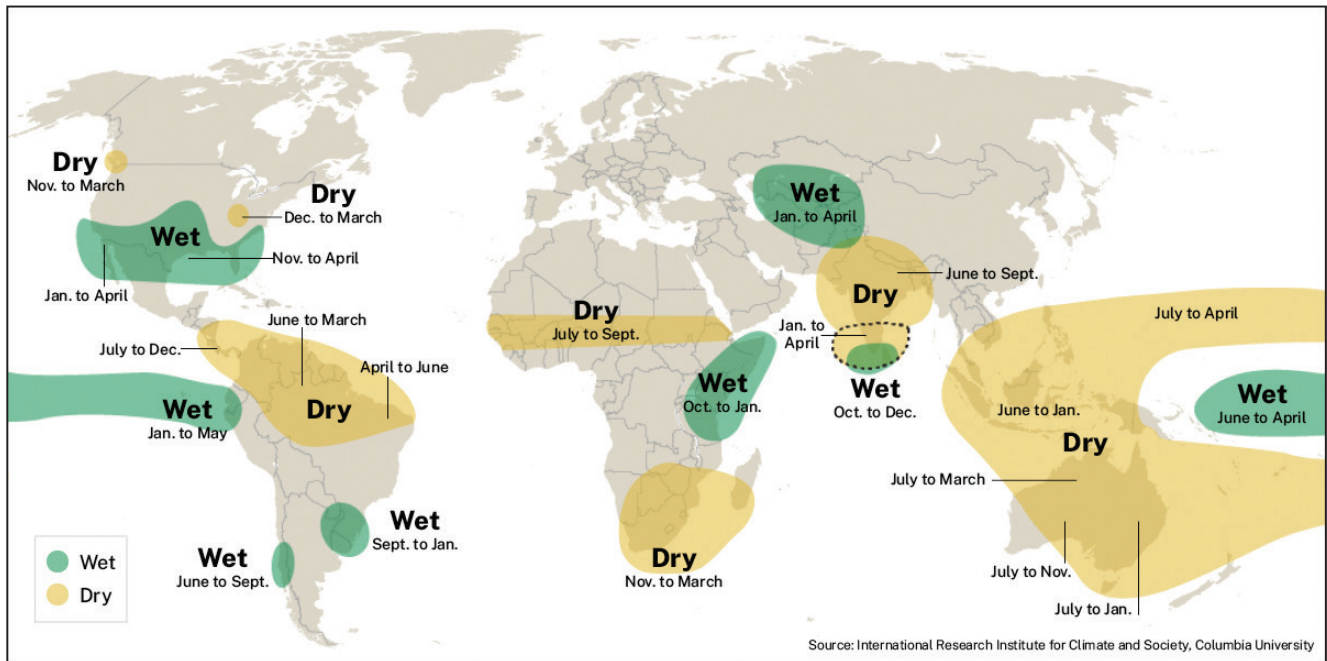 Dry
Nov. to March
Dry
Dec. to March
Wet
Nov. to April
Jan. to April
June to March
July to Dec.
April to June
Dry
Wet
Jan. to May
Wet
Sept. to Jan.
Wet
June to Sept.
Wet
Dry
Dry
July to Sept.
Wet
Oct. to Jan.
Dry
Nov. to March
Wet
Jan. to April
June to Sept.
Dry
Jan. to
April
Wet
Oct. to Dec.
July to April
June to Jan.
Dry
Wet
June to April
July to March
July to Nov.
July to Jan.
Source: International Research Institute for Climate and Society, Columbia University